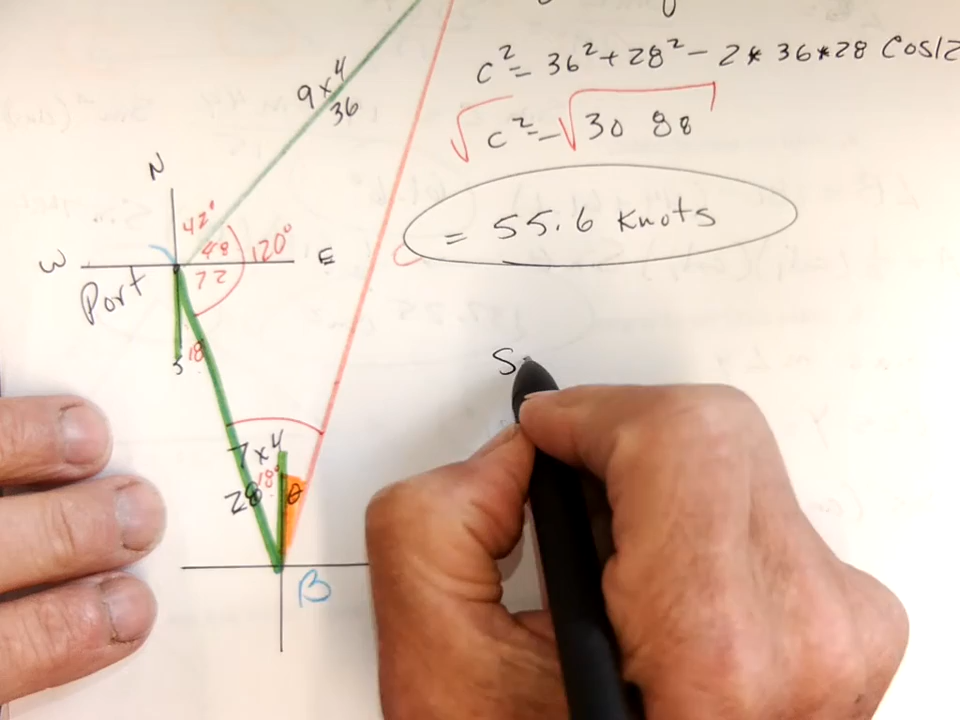 c² = 36² + 28² - 2 * 36 * 28 COS12
9 x 4
36
√c² = √30 88
= 55.6 Knots
N
42°
48
120°
W
E
72
Port
S
18
S
7 x 4
18°
28
θ
B